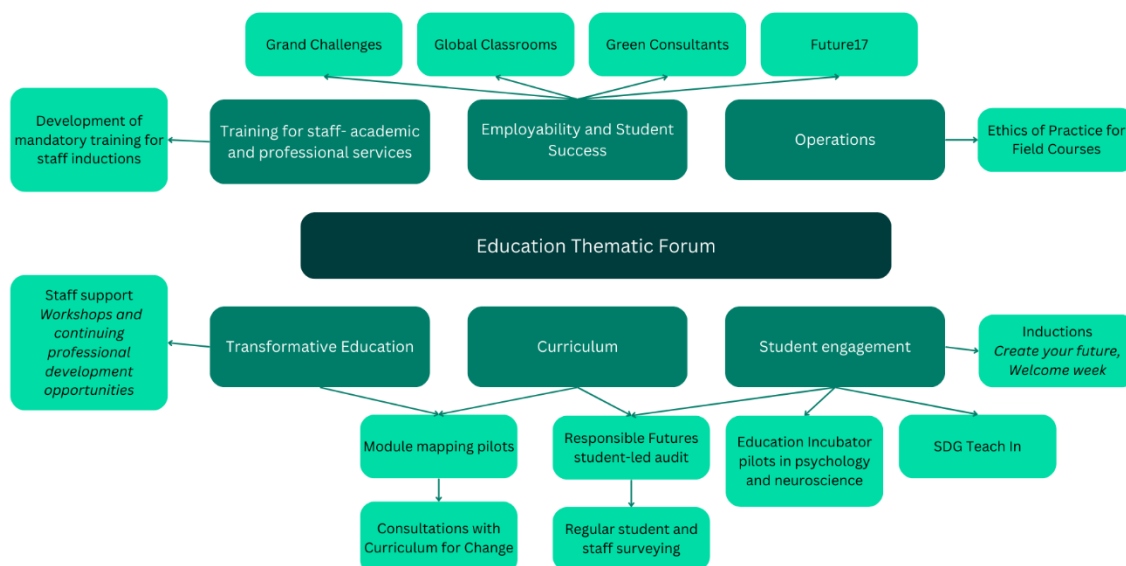 Grand Challenges
Global Classrooms
Green Consultants
Future17
Development of
mandatory training for
staff inductions
Training for staff- academic
and professional services
Employability and Student
Success
Operations
Ethics of Practice for
Field Courses
Education Thematic Forum
Staff support
Workshops and
continuing
professional
development
opportunities
Transformative Education
Curriculum
Student engagement
Inductions
Create your future,
Welcome week
Module mapping pilots
Responsible Futures
student-led audit
Education Incubator
pilots in psychology
and neuroscience
SDG Teach In
Consultations with
Curriculum for Change
Regular student and
staff surveying